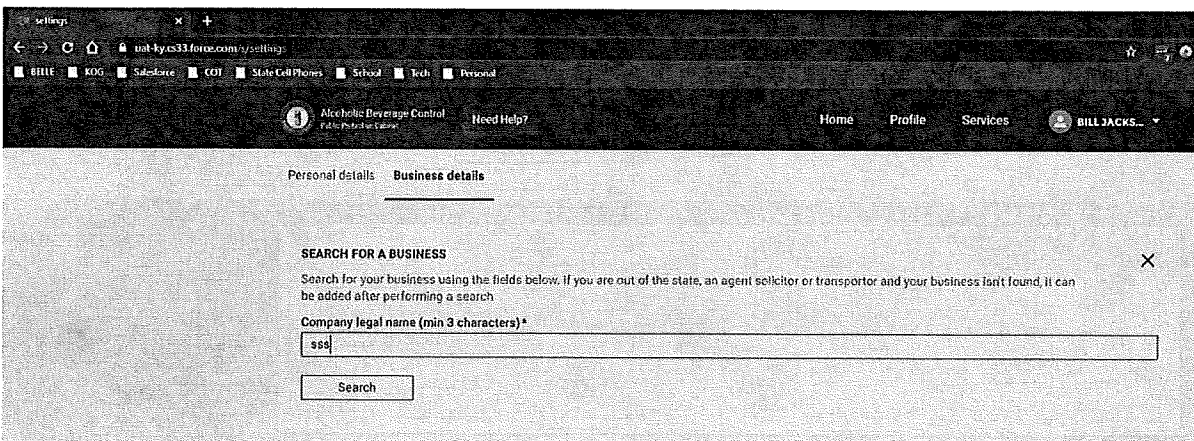 settings × +
uat-ky.cs33.force.com/s/settings
BELLE KOG Salesforce COT State Cell Phones School Tech Personal
Alcoholic Beverage Control Need Help? Home Profile Services BILL JACKS...
Public Protection Cabinet
Personal details Business details
SEARCH FOR A BUSINESS
Search for your business using the fields below. If you are out of the state, an agent solicitor or transportor and your business isn't found, it can
be added after performing a search
Company legal name (min 3 characters)*
sss
Search